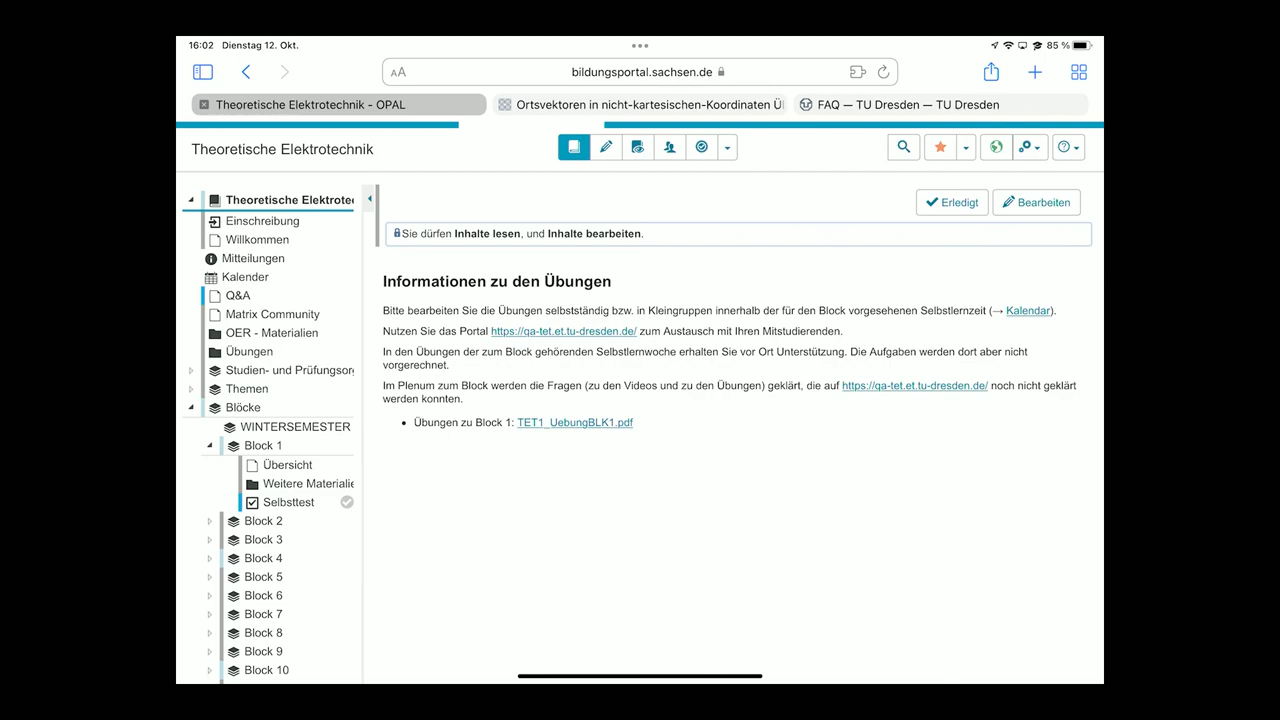 16:02 Dienstag 12. Okt.
85 %
AA
bildungsportal.sachsen.de
Theoretische Elektrotechnik - OPAL
Ortsvektoren in nicht-kartesischen-Koordinaten Ü
FAQ — TU Dresden — TU Dresden
Theoretische Elektrotechnik
Theoretische Elektrote
Einschreibung
Willkommen
Mitteilungen
Kalender
Q&A
Matrix Community
OER - Materialien
Übungen
Studien- und Prüfungsor
Themen
Blöcke
WINTERSEMESTER
Block 1
Übersicht
Weitere Materialie
Selbsttest
Block 2
Block 3
Block 4
Block 5
Block 6
Block 7
Block 8
Block 9
Block 10
Erledigt
Bearbeiten
Sie dürfen Inhalte lesen, und Inhalte bearbeiten.
Informationen zu den Übungen
Bitte bearbeiten Sie die Übungen selbstständig bzw. in Kleingruppen innerhalb der für den Block vorgesehenen Selbstlernzeit (→ Kalendar).
Nutzen Sie das Portal https://qa-tet.et.tu-dresden.de/ zum Austausch mit Ihren Mitstudierenden.
In den Übungen der zum Block gehörenden Selbstlernwoche erhalten Sie vor Ort Unterstützung. Die Aufgaben werden dort aber nicht
vorgerechnet.
Im Plenum zum Block werden die Fragen (zu den Videos und zu den Übungen) geklärt, die auf https://qa-tet.et.tu-dresden.de/ noch nicht geklärt
werden konnten.
• Übungen zu Block 1: TET1_UebungBLK1.pdf